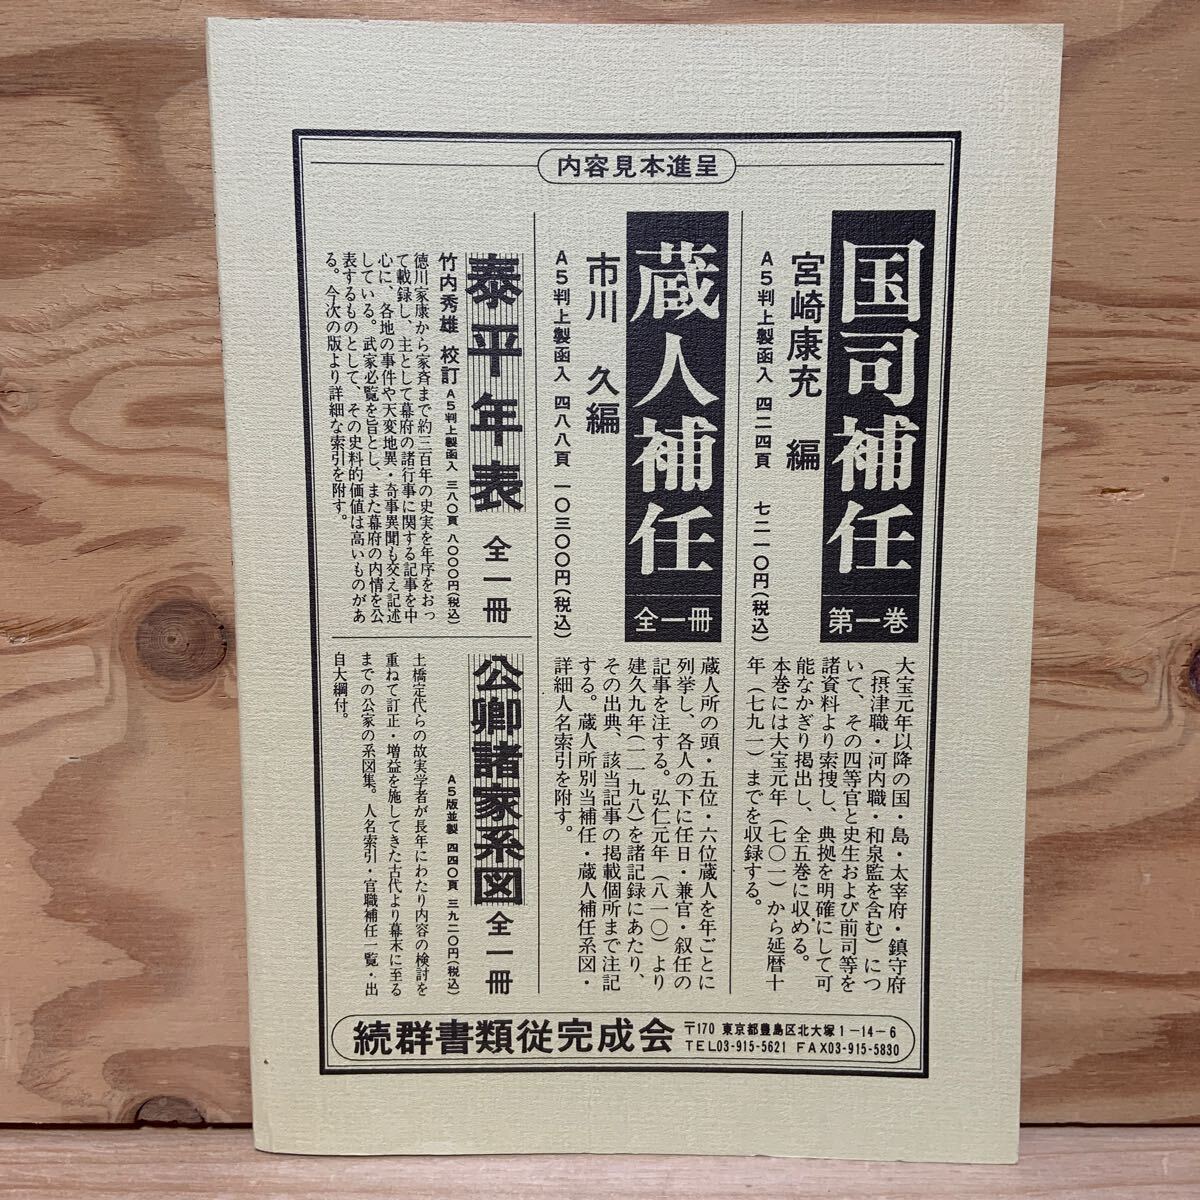 内容見本進呈
国司補任
第一巻
宮崎康充 編
A5判上製函入 四二四頁 七二一〇円(税込)
大宝元年以降の国・島・太宰府・鎮守府
(摂津職・河内職・和泉監を含む)につ
いて、その四等官と史生および前司等を
諸資料より索捜し、典拠を明確にして可
能なかぎり掲出し、全五巻に収める。
本巻には大宝元年(七〇一)から延暦十
年(七九一)までを収録する。
蔵人補任
全一冊
市川 久編
A5判上製函入 四八八頁 一〇三〇〇円(税込)
蔵人所の頭・五位・六位蔵人を年ごとに
列挙し、各人の下に任日・兼官・叙任の
記事を注する。弘仁元年(八一〇)より
建久九年(一一九八)を諸記録にあたり、
その出典、該当記事の掲載個所まで注記
する。蔵人所別当補任・蔵人補任系図・
詳細人名索引を附す。
泰平年表 全一冊
竹内秀雄 校訂 A5判上製函入 三八〇頁 八〇〇〇円(税込)
徳川家康から家斉まで約三百年の史実を年序をおっ
て載録し、主として幕府の諸行事に関する記事を中
心に、各地の事件や天変地異・奇事異聞も交え記述
している。武家必覧を旨とし、また幕府の内情を公
表するものとして、その史料的価値は高いものがあ
る。今次の版より詳細な索引を附す。
公卿諸家系図 全一冊
A5版並製 四四〇頁 三九二〇円(税込)
土橋定代らの故実学者が長年にわたり内容の検討を
重ねて訂正・増益を施してきた古代より幕末に至る
までの公家の系図集。人名索引・官職補任一覧・出
自大綱付。
続群書類従完成会
〒170 東京都豊島区北大塚1-14-6
TEL03-915-5621 FAX03-915-5830